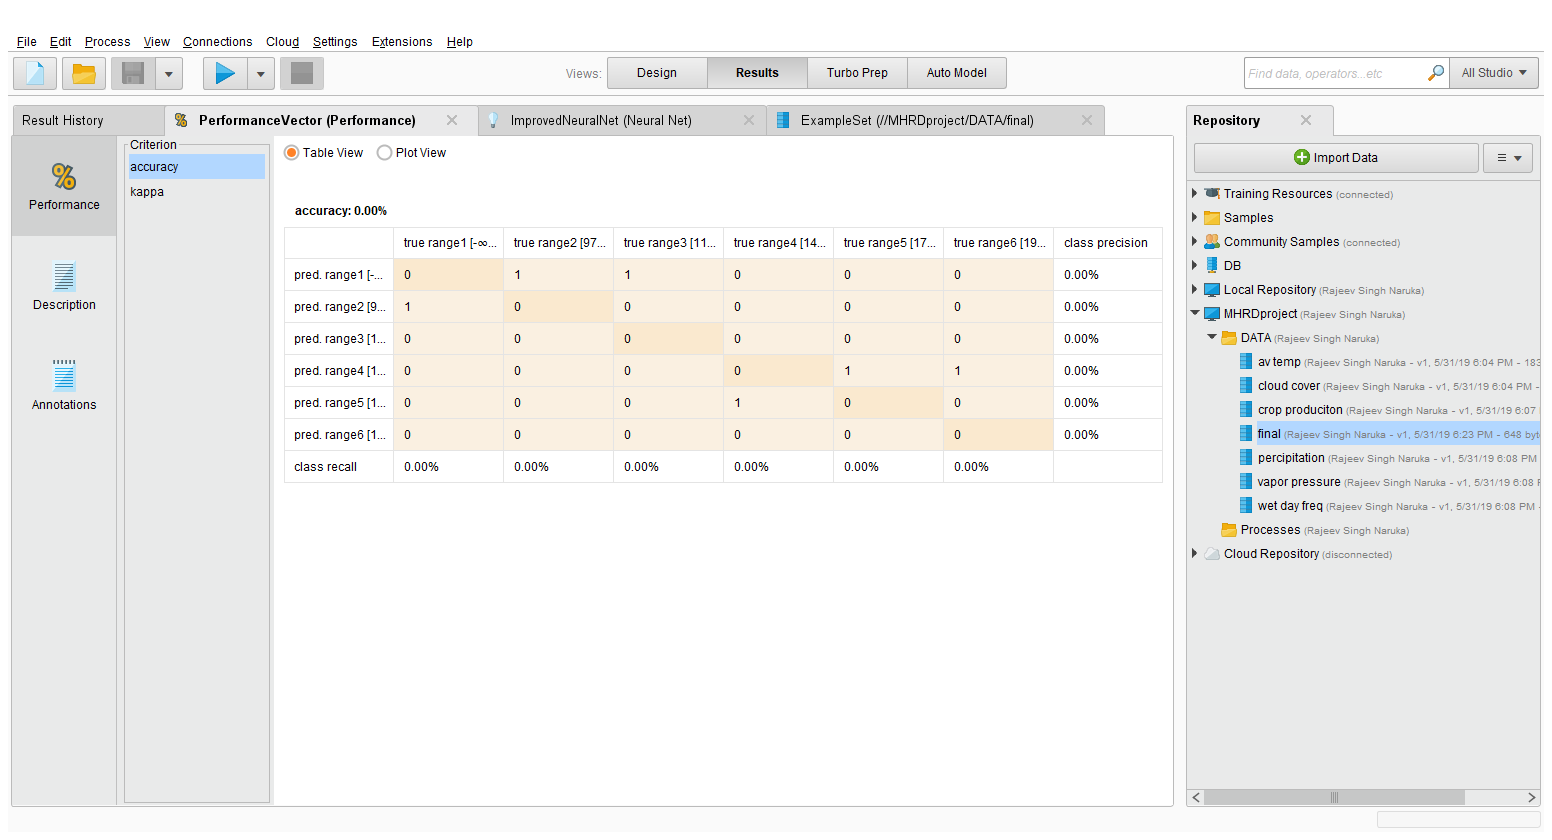 File Edit Process View Connections Cloud Settings Extensions Help
Views: Design Results Turbo Prep Auto Model
Find data, operators...etc
All Studio
Result History
PerformanceVector (Performance)
ImprovedNeuralNet (Neural Net)
ExampleSet (//MHRDproject/DATA/final)
Performance
Description
Annotations
Criterion
accuracy
kappa
Table View Plot View
accuracy: 0.00%
true range1 [-∞... true range2 [97... true range3 [11... true range4 [14... true range5 [17... true range6 [19... class precision
pred. range1 [-... 0 1 1 0 0 0 0.00%
pred. range2 [9... 1 0 0 0 0 0 0.00%
pred. range3 [1... 0 0 0 0 0 0 0.00%
pred. range4 [1... 0 0 0 0 1 1 0.00%
pred. range5 [1... 0 0 0 1 0 0 0.00%
pred. range6 [1... 0 0 0 0 0 0 0.00%
class recall 0.00% 0.00% 0.00% 0.00% 0.00% 0.00%
Repository
Import Data
Training Resources (connected)
Samples
Community Samples (connected)
DB
Local Repository (Rajeev Singh Naruka)
MHRDproject (Rajeev Singh Naruka)
DATA (Rajeev Singh Naruka)
av temp (Rajeev Singh Naruka - v1, 5/31/19 6:04 PM - 183
cloud cover (Rajeev Singh Naruka - v1, 5/31/19 6:04 PM -
crop produciton (Rajeev Singh Naruka - v1, 5/31/19 6:07
final (Rajeev Singh Naruka - v1, 5/31/19 6:23 PM - 648 byt
percipitation (Rajeev Singh Naruka - v1, 5/31/19 6:08 PM
vapor pressure (Rajeev Singh Naruka - v1, 5/31/19 6:08
wet day freq (Rajeev Singh Naruka - v1, 5/31/19 6:08 PM -
Processes (Rajeev Singh Naruka)
Cloud Repository (disconnected)